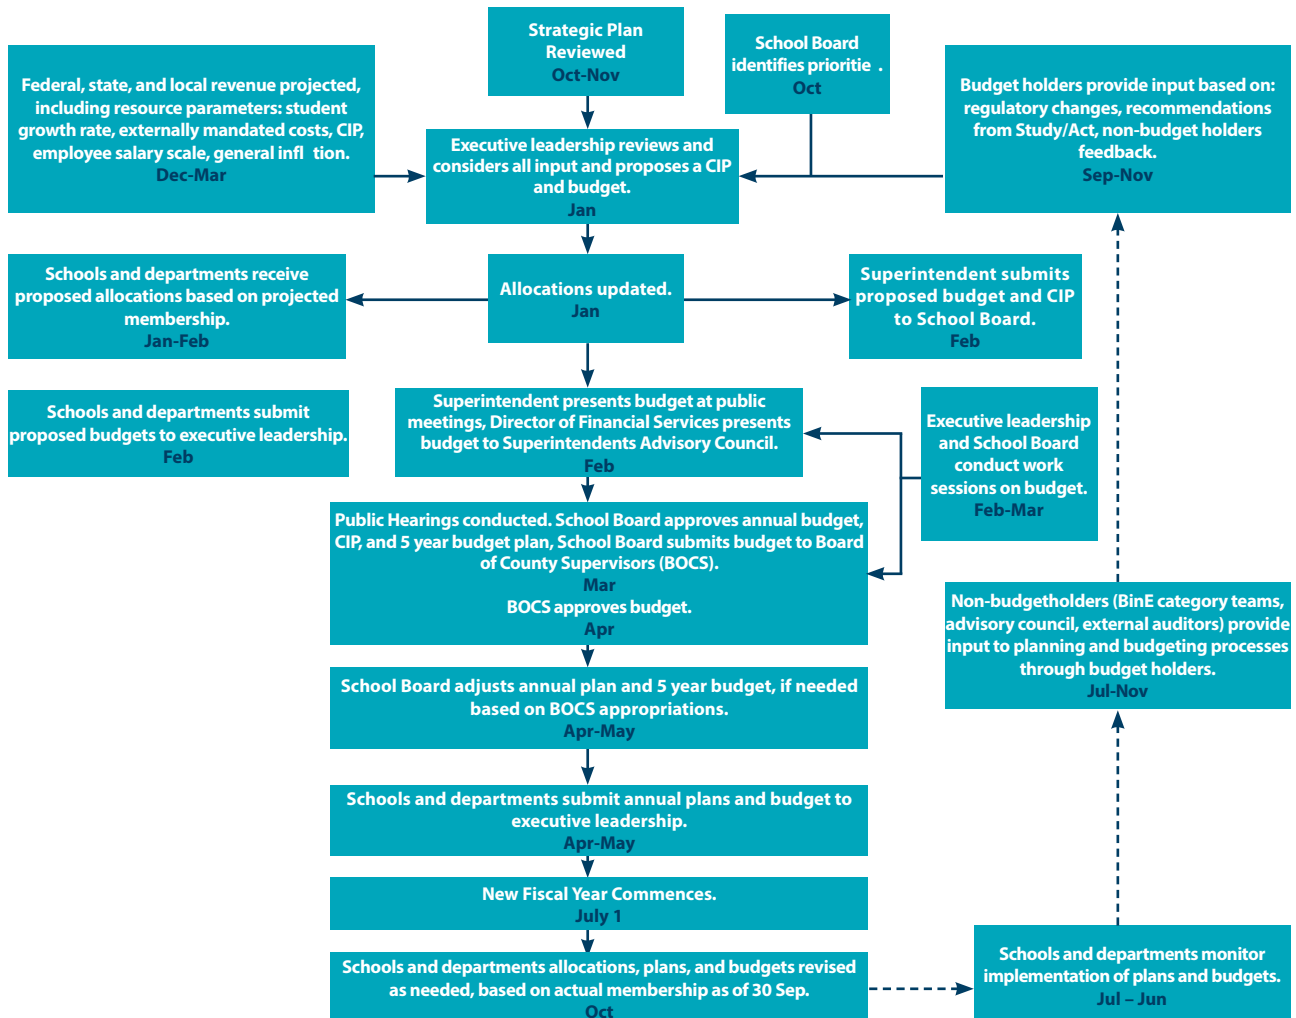 Strategic Plan
Reviewed
Oct-Nov
School Board
identifies prioritie .
Oct
Federal, state, and local revenue projected,
including resource parameters: student
growth rate, externally mandated costs, CIP,
employee salary scale, general infl tion.
Dec-Mar
Budget holders provide input based on:
regulatory changes, recommendations
from Study/Act, non-budget holders
feedback.
Sep-Nov
Executive leadership reviews and
considers all input and proposes a CIP
and budget.
Jan
Schools and departments receive
proposed allocations based on projected
membership.
Jan-Feb
Allocations updated.
Jan
Superintendent submits
proposed budget and CIP
to School Board.
Feb
Schools and departments submit
proposed budgets to executive leadership.
Feb
Superintendent presents budget at public
meetings, Director of Financial Services presents
budget to Superintendents Advisory Council.
Feb
Executive leadership
and School Board
conduct work
sessions on budget.
Feb-Mar
Public Hearings conducted. School Board approves annual budget,
CIP, and 5 year budget plan, School Board submits budget to Board
of County Supervisors (BOCS).
Mar
BOCS approves budget.
Apr
Non-budgetholders (BinE category teams,
advisory council, external auditors) provide
input to planning and budgeting processes
through budget holders.
Jul-Nov
School Board adjusts annual plan and 5 year budget, if needed
based on BOCS appropriations.
Apr-May
Schools and departments submit annual plans and budget to
executive leadership.
Apr-May
New Fiscal Year Commences.
July 1
Schools and departments allocations, plans, and budgets revised
as needed, based on actual membership as of 30 Sep.
Oct
Schools and departments monitor
implementation of plans and budgets.
Jul – Jun